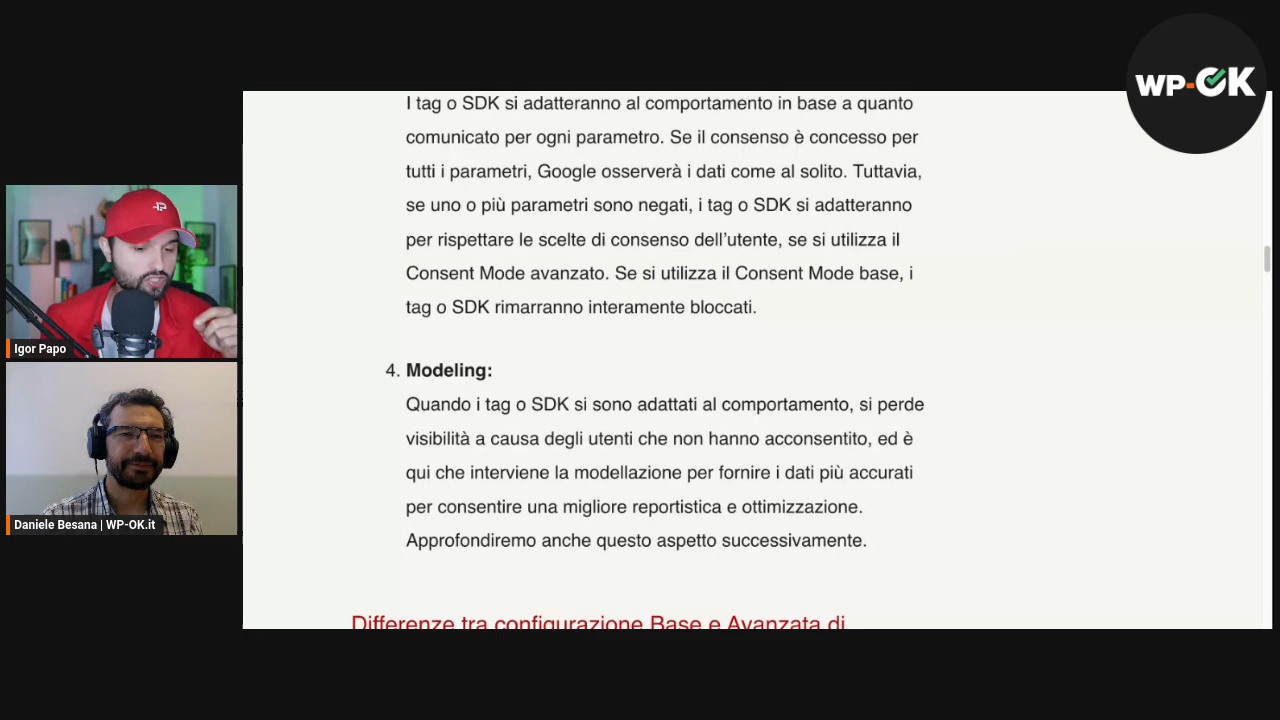 WP-OK
I tag o SDK si adatteranno al comportamento in base a quanto
comunicato per ogni parametro. Se il consenso è concesso per
tutti i parametri, Google osserverà i dati come al solito. Tuttavia,
se uno o più parametri sono negati, i tag o SDK si adatteranno
per rispettare le scelte di consenso dell’utente, se si utilizza il
Consent Mode avanzato. Se si utilizza il Consent Mode base, i
tag o SDK rimarranno interamente bloccati.
4. Modeling:
Quando i tag o SDK si sono adattati al comportamento, si perde
visibilità a causa degli utenti che non hanno acconsentito, ed è
qui che interviene la modellazione per fornire i dati più accurati
per consentire una migliore reportistica e ottimizzazione.
Approfondiremo anche questo aspetto successivamente.
Differenze tra configurazione Base e Avanzata di
Igor Papo
Daniele Besana | WP-OK.it